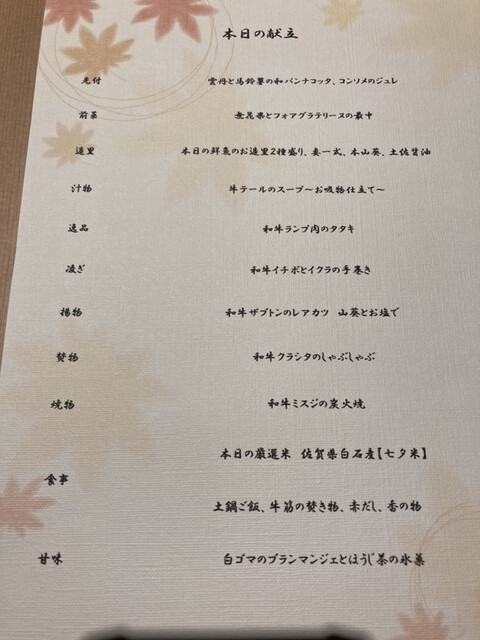 本日の献立
先付 雲丹と馬鈴薯の和パンナコッタ、コンソメのジュレ
前菜 無花果とフォアグラテリーヌの最中
造里 本日の鮮魚のお造里2種盛り、妻一式、本山葵、土佐醤油
汁物 牛テールのスープ～お吸物仕立て～
逸品 和牛ランプ肉のタタキ
凌ぎ 和牛イチボとイクラの手巻き
揚物 和牛ザブトンのレアカツ 山葵とお塩で
焚物 和牛クラシタのしゃぶしゃぶ
焼物 和牛ミスジの炭火焼
本日の厳選米 佐賀県白石産【七夕米】
食事
土鍋ご飯、牛筋の焚き物、赤だし、香の物
甘味 白ゴマのブランマンジェとほうじ茶の氷菓